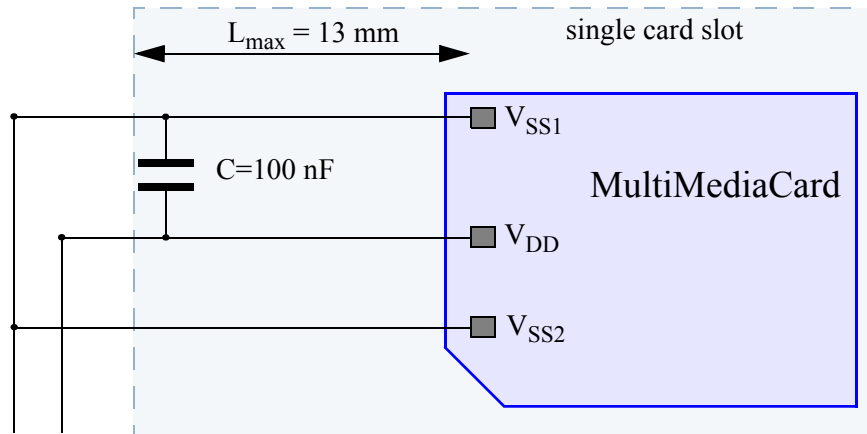 L_max = 13 mm
single card slot
V_SS1
C=100 nF
MultiMediaCard
V_DD
V_SS2